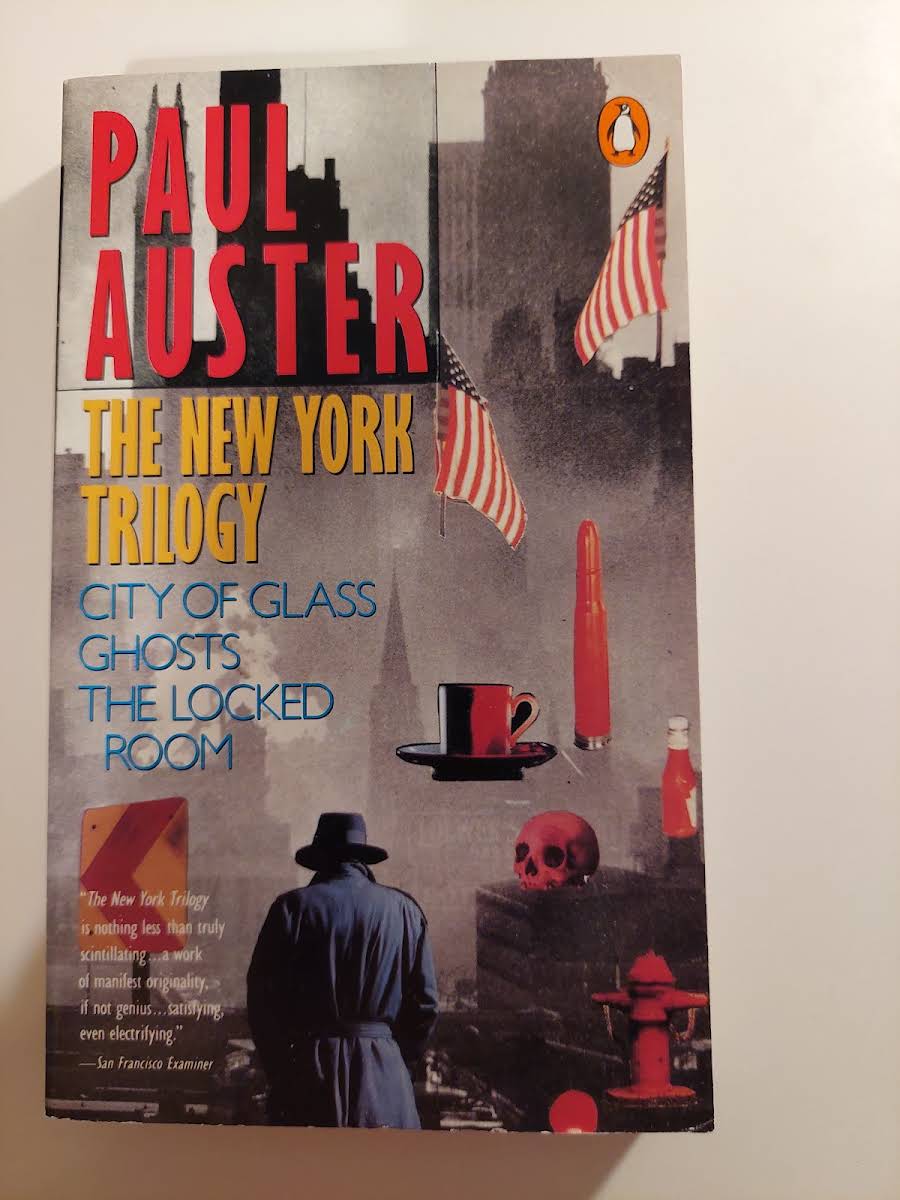 PAUL
AUSTER
THE NEW YORK
TRILOGY
CITY OF GLASS
GHOSTS
THE LOCKED
ROOM
"The New York Trilogy
is nothing less than truly
scintillating...a work
of manifest originality,
if not genius...satisfying,
even electrifying."
—San Francisco Examiner